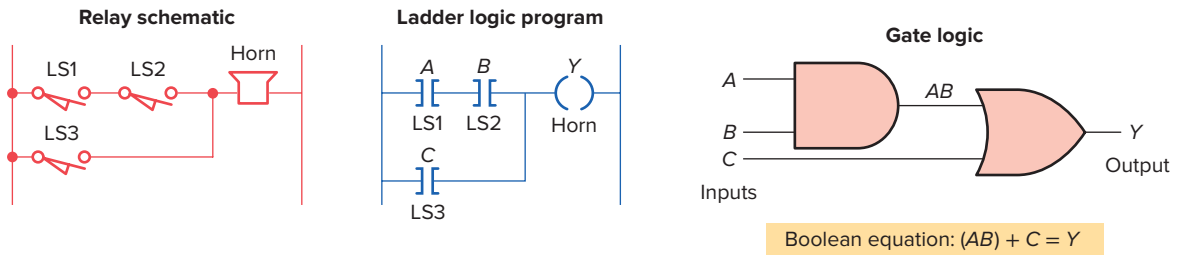 Relay schematic
Horn
LS1
LS2
LS3
Ladder logic program
A
B
Y
LS1
LS2
Horn
C
LS3
Gate logic
A
AB
B
Y
C
Output
Inputs
Boolean equation: (AB) + C = Y